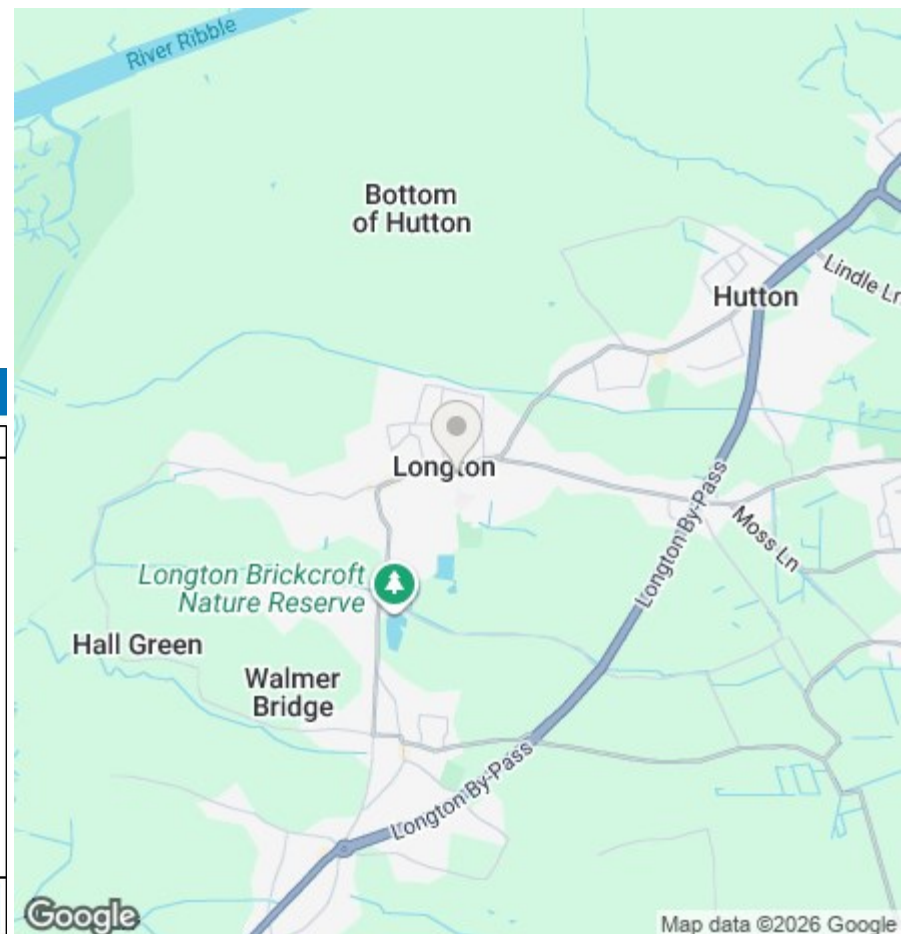 River Ribble
Bottom
of Hutton
Hutton
Lindle Ln
Longton
Longton By-Pass
Moss Ln
Longton Brickcroft
Nature Reserve
Hall Green
Walmer
Bridge
Longton By-Pass
Google
Map data ©2026 Google